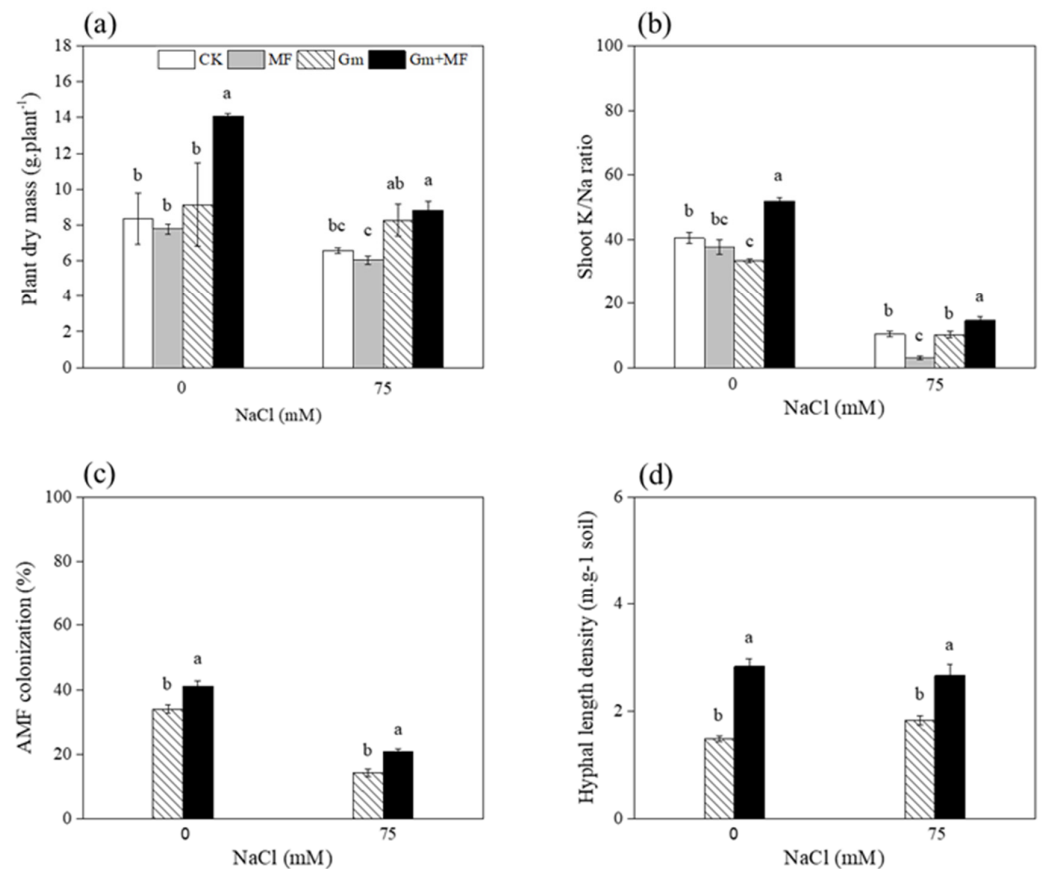 (a)
18
16
14
12
10
8
6
4
2
0
Plant dry mass (g.plant⁻¹)
CK MF Gm Gm+MF
b
b
b
a
bc
c
ab
a
0 75
NaCl (mM)
(b)
100
80
60
40
20
0
Shoot K/Na ratio
b
bc
c
a
b
c
b
a
0 75
NaCl (mM)
(c)
100
80
60
40
20
0
AMF colonization (%)
b
a
b
a
0 75
NaCl (mM)
(d)
6
4
2
0
Hyphal length density (m.g-1 soil)
b
a
b
a
0 75
NaCl (mM)